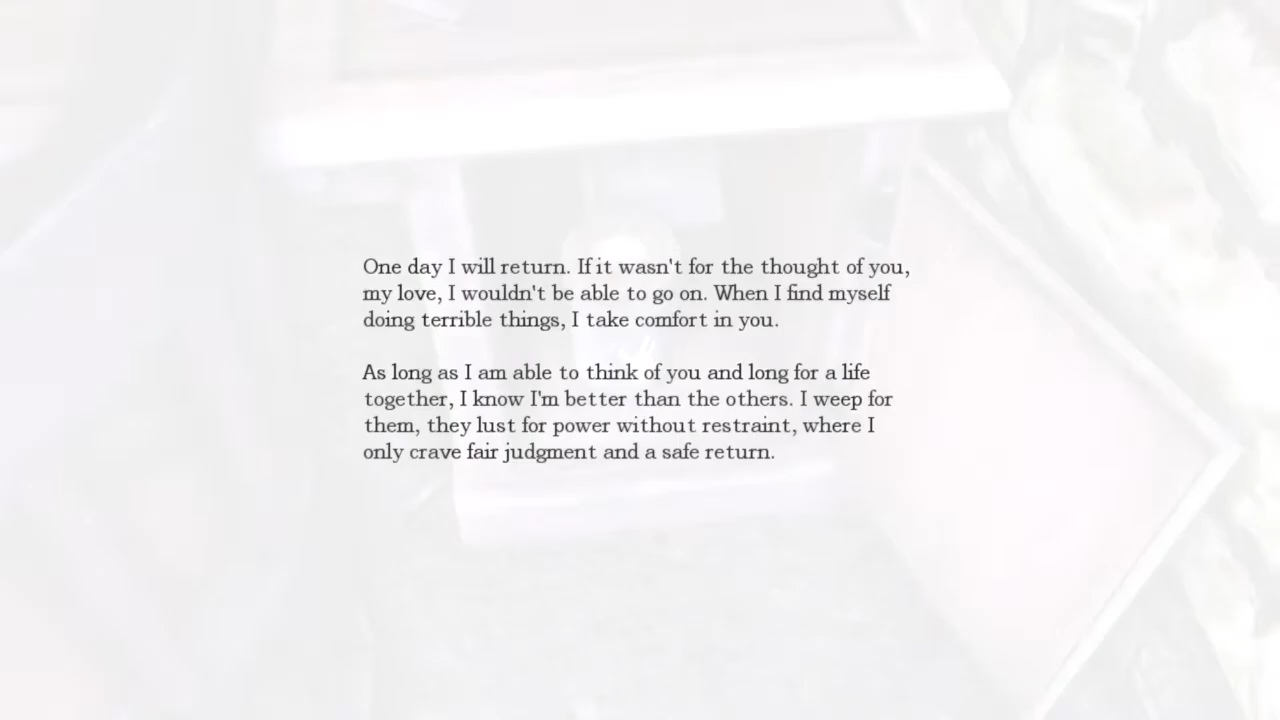 One day I will return. If it wasn't for the thought of you,
my love, I wouldn't be able to go on. When I find myself
doing terrible things, I take comfort in you.
As long as I am able to think of you and long for a life
together, I know I'm better than the others. I weep for
them, they lust for power without restraint, where I
only crave fair judgment and a safe return.